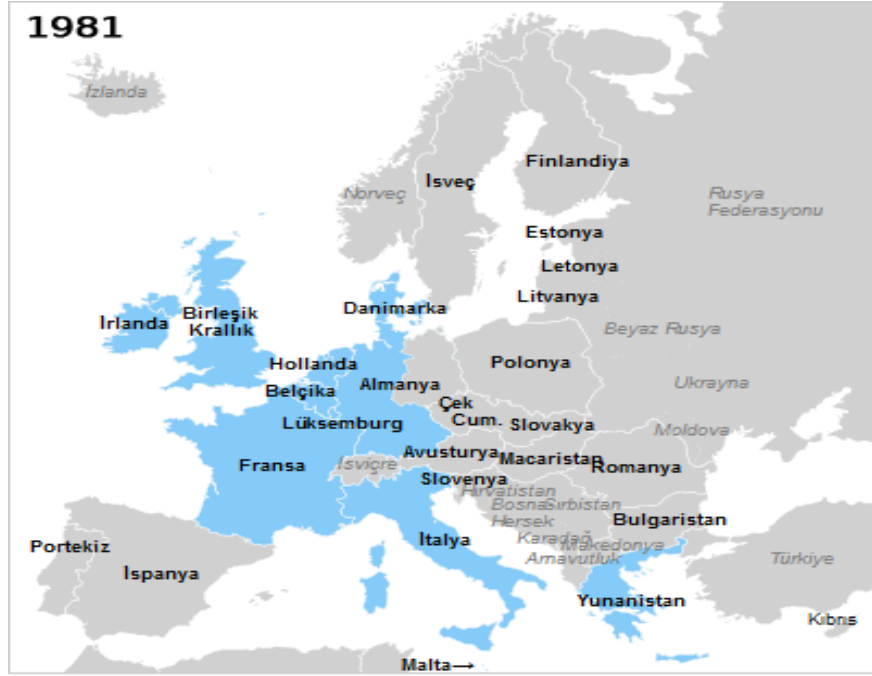 1981
İzlanda
Finlandiya
İsveç
Norveç
Rusya
Federasyonu
Estonya
Letonya
Litvanya
Danimarka
Birleşik
Krallık
İrlanda
Beyaz Rusya
Hollanda
Polonya
Almanya
Belçika
Ukrayna
Çek
Cum.
Lüksemburg
Slovakya
Moldova
Avusturya
Macaristan
Fransa
İsviçre
Romanya
Slovenya
Hırvatistan
Bosna
Hersek
Sırbistan
Bulgaristan
Karadağ
İtalya
Makedonya
Portekiz
Arnavutluk
Türkiye
İspanya
Yunanistan
Kıbrıs
Malta→